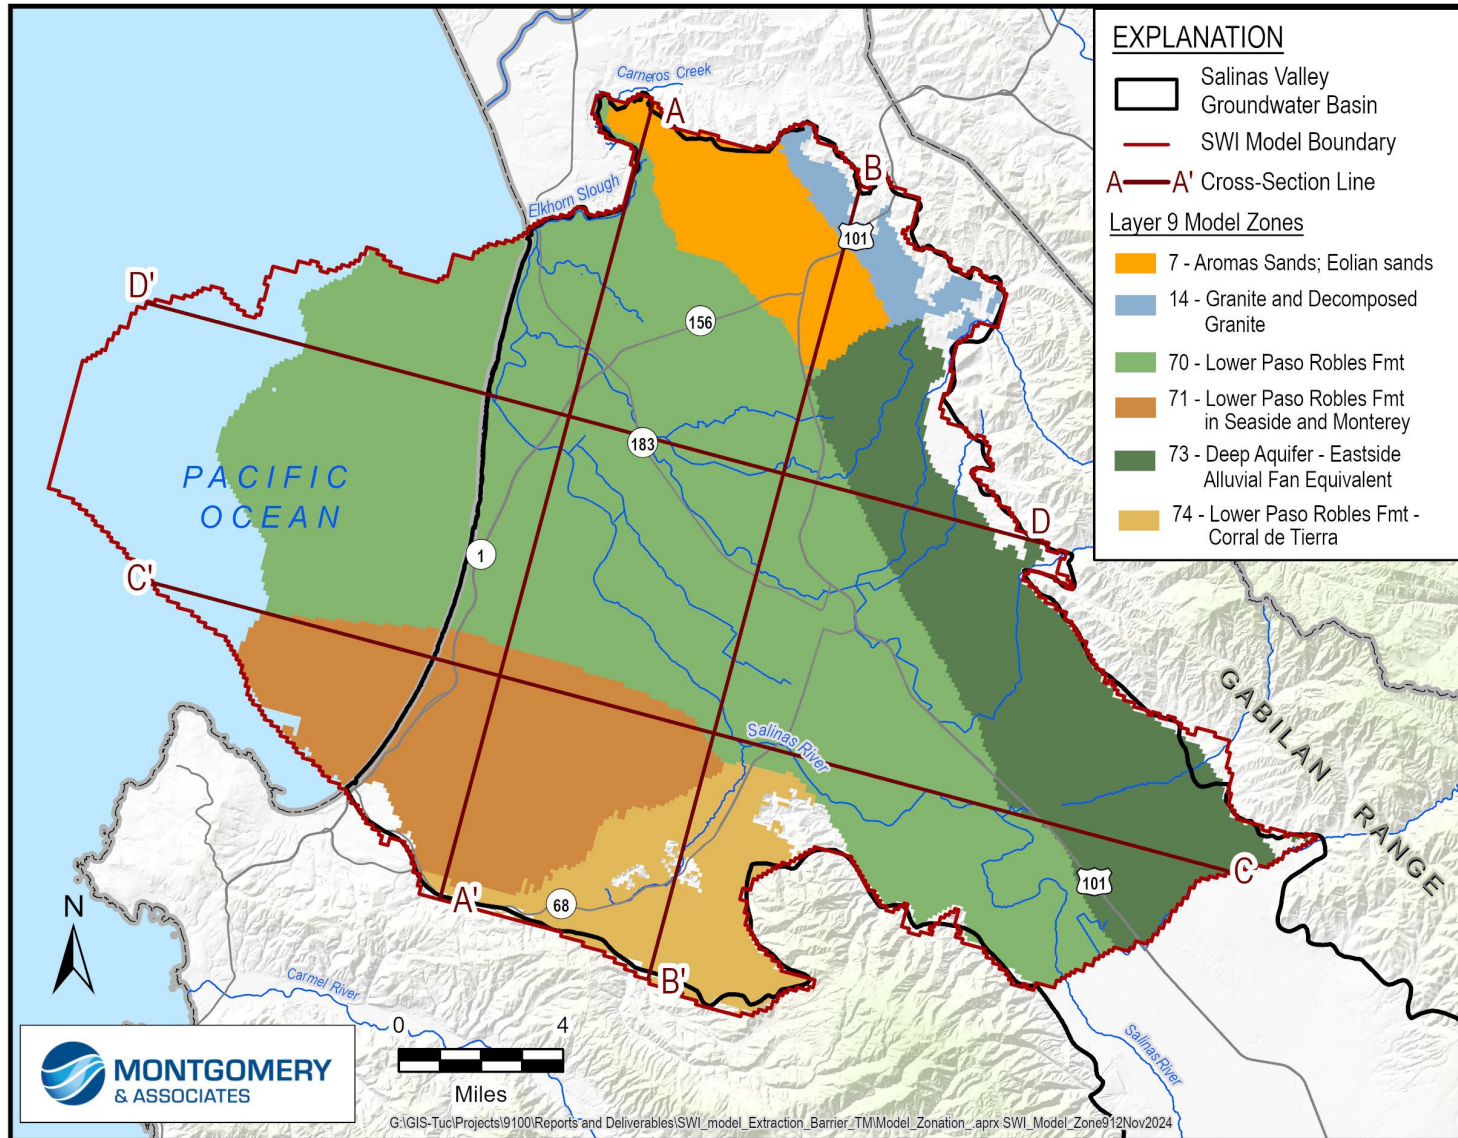 EXPLANATION
Salinas Valley
Groundwater Basin
SWI Model Boundary
A A' Cross-Section Line
Layer 9 Model Zones
7 - Aromas Sands; Eolian sands
14 - Granite and Decomposed
Granite
70 - Lower Paso Robles Fmt
71 - Lower Paso Robles Fmt
in Seaside and Monterey
73 - Deep Aquifer - Eastside
Alluvial Fan Equivalent
74 - Lower Paso Robles Fmt -
Corral de Tierra
Carneros Creek
A
B
Elkhorn Slough
101
D'
156
183
PACIFIC
OCEAN
D
1
C'
GABILAN
RANGE
Salinas River
C
101
A'
68
B'
N
Carmel River
0 4
Miles
Salinas River
MONTGOMERY
& ASSOCIATES
G:\GIS-Tuc\Projects\9100\Reports and Deliverables\SWI_model_Extraction_Barrier_TM\Model_Zonation_.aprx SWI_Model_Zone912Nov2024